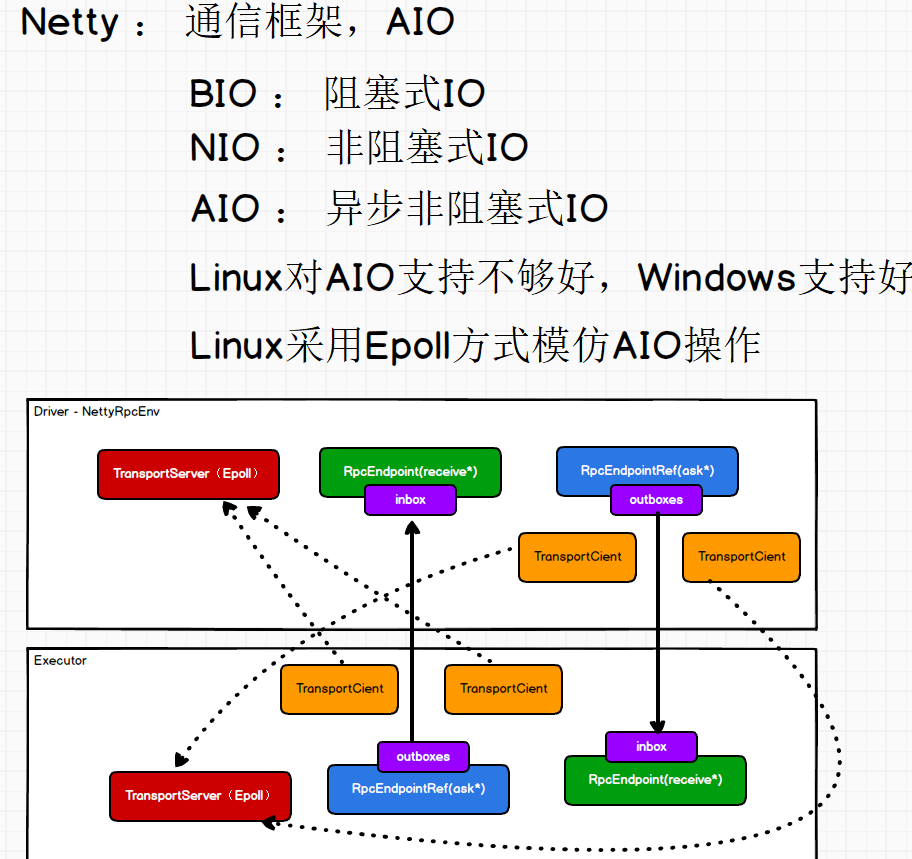 Netty： 通信框架，AIO
BIO： 阻塞式IO
NIO： 非阻塞式IO
AIO： 异步非阻塞式IO
Linux对AIO支持不够好，Windows支持好
Linux采用Epoll方式模仿AIO操作
Driver - NettyRpcEnv
TransportServer（Epoll）
RpcEndpoint(receive*)
inbox
RpcEndpointRef(ask*)
outboxes
TransportCient
TransportCient
Executor
TransportCient
TransportCient
outboxes
RpcEndpointRef(ask*)
inbox
RpcEndpoint(receive*)
TransportServer（Epoll）